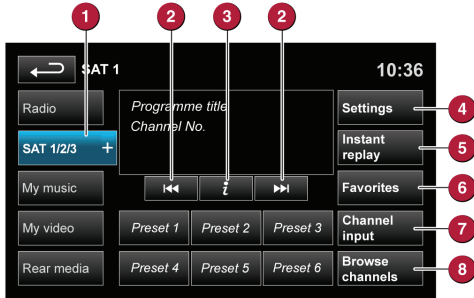 1
2
3
2
SAT 1
10:36
Radio
Programme title
Channel No.
Settings
4
SAT 1/2/3 +
Instant
replay
5
My music
i
Favorites
6
My video
Preset 1
Preset 2
Preset 3
Channel
input
7
Rear media
Preset 4
Preset 5
Preset 6
Browse
channels
8